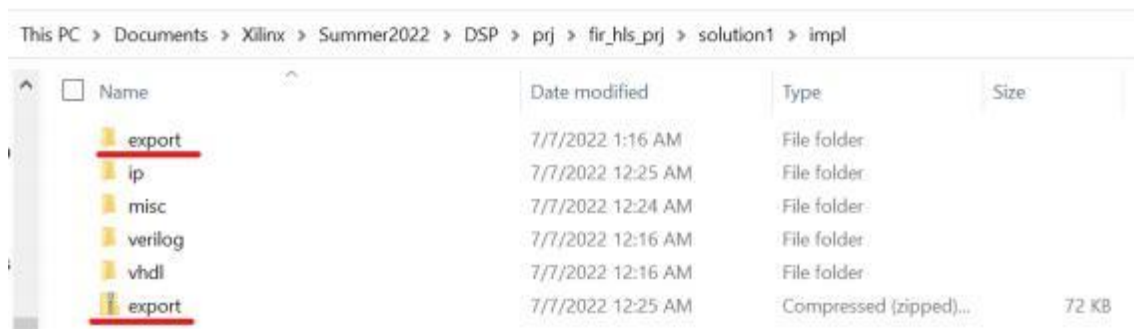 This PC > Documents > Xilinx > Summer2022 > DSP > prj > fir_hls_prj > solution1 > impl
Name Date modified Type Size
export 7/7/2022 1:16 AM File folder
ip 7/7/2022 12:25 AM File folder
misc 7/7/2022 12:24 AM File folder
verilog 7/7/2022 12:16 AM File folder
vhdl 7/7/2022 12:16 AM File folder
export 7/7/2022 12:25 AM Compressed (zipped)... 72 KB